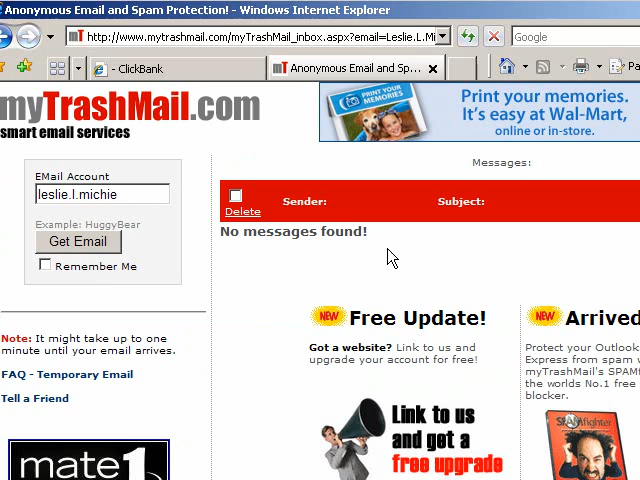 Anonymous Email and Spam Protection! - Windows Internet Explorer
mT http://www.mytrashmail.com/myTrashMail_inbox.aspx?email=Leslie.L.Mi
Google
- ClickBank
mT Anonymous Email and Sp...
Pa
myTrashMail.com
smart email services
PRINT YOUR MEMORIES
Print your memories.
It's easy at Wal-Mart,
online or in-store.
Messages:
EMail Account
leslie.l.michie
Example: HuggyBear
Get Email
Remember Me
Delete
Sender:
Subject:
No messages found!
Note: It might take up to one
minute until your email arrives.
FAQ - Temporary Email
Tell a Friend
mate1
NEW Free Update!
Got a website? Link to us and
upgrade your account for free!
Link to us
and get a
free upgrade
NEW Arrived
Protect your Outlook
Express from spam w
myTrashMail's SPAMf
the worlds No.1 free
blocker.
SPAMfighter